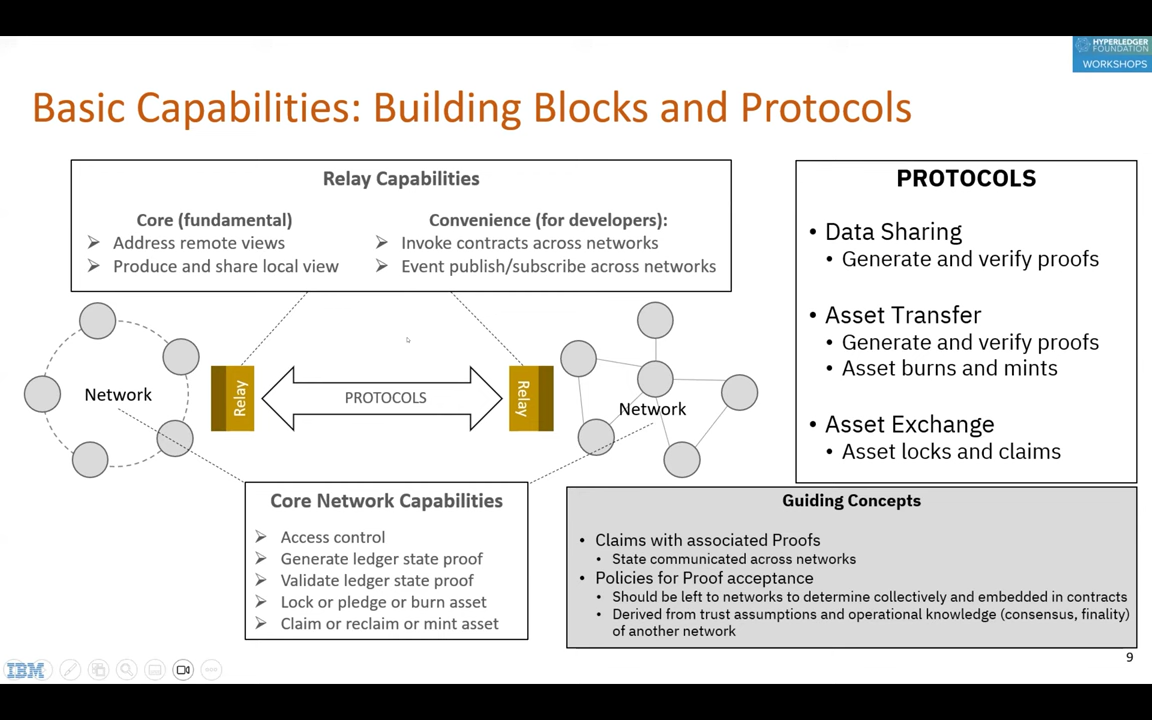 HYPERLEDGER
FOUNDATION
WORKSHOPS
Basic Capabilities: Building Blocks and Protocols
Relay Capabilities
Core (fundamental)
➢ Address remote views
➢ Produce and share local view
Convenience (for developers):
➢ Invoke contracts across networks
➢ Event publish/subscribe across networks
PROTOCOLS
• Data Sharing
• Generate and verify proofs
• Asset Transfer
• Generate and verify proofs
• Asset burns and mints
• Asset Exchange
• Asset locks and claims
Network
Relay
PROTOCOLS
Relay
Network
Core Network Capabilities
➢ Access control
➢ Generate ledger state proof
➢ Validate ledger state proof
➢ Lock or pledge or burn asset
➢ Claim or reclaim or mint asset
Guiding Concepts
• Claims with associated Proofs
• State communicated across networks
• Policies for Proof acceptance
• Should be left to networks to determine collectively and embedded in contracts
• Derived from trust assumptions and operational knowledge (consensus, finality)
of another network
IBM
9